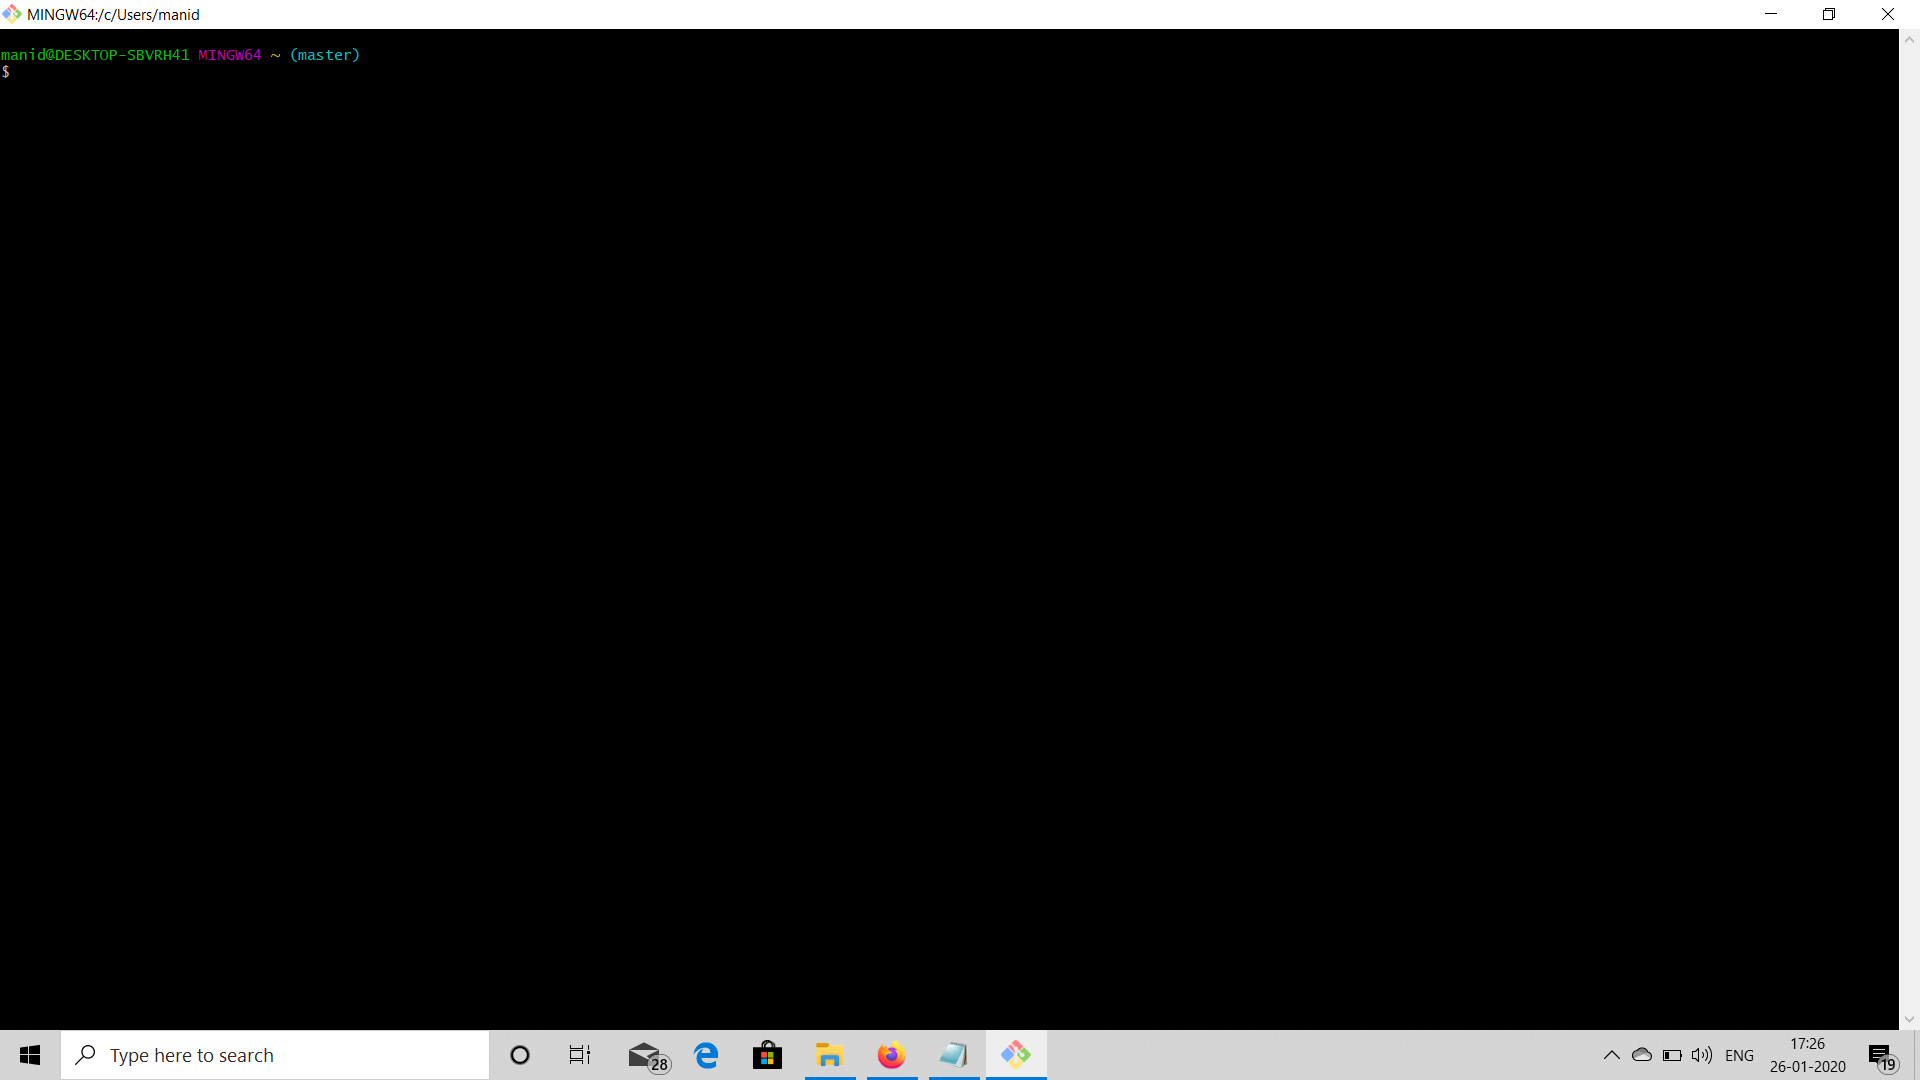 MINGW64:/c/Users/manid
manid@DESKTOP-SBVRH41 MINGW64 ~ (master)
$
Type here to search
28
ENG
17:26
26-01-2020
19